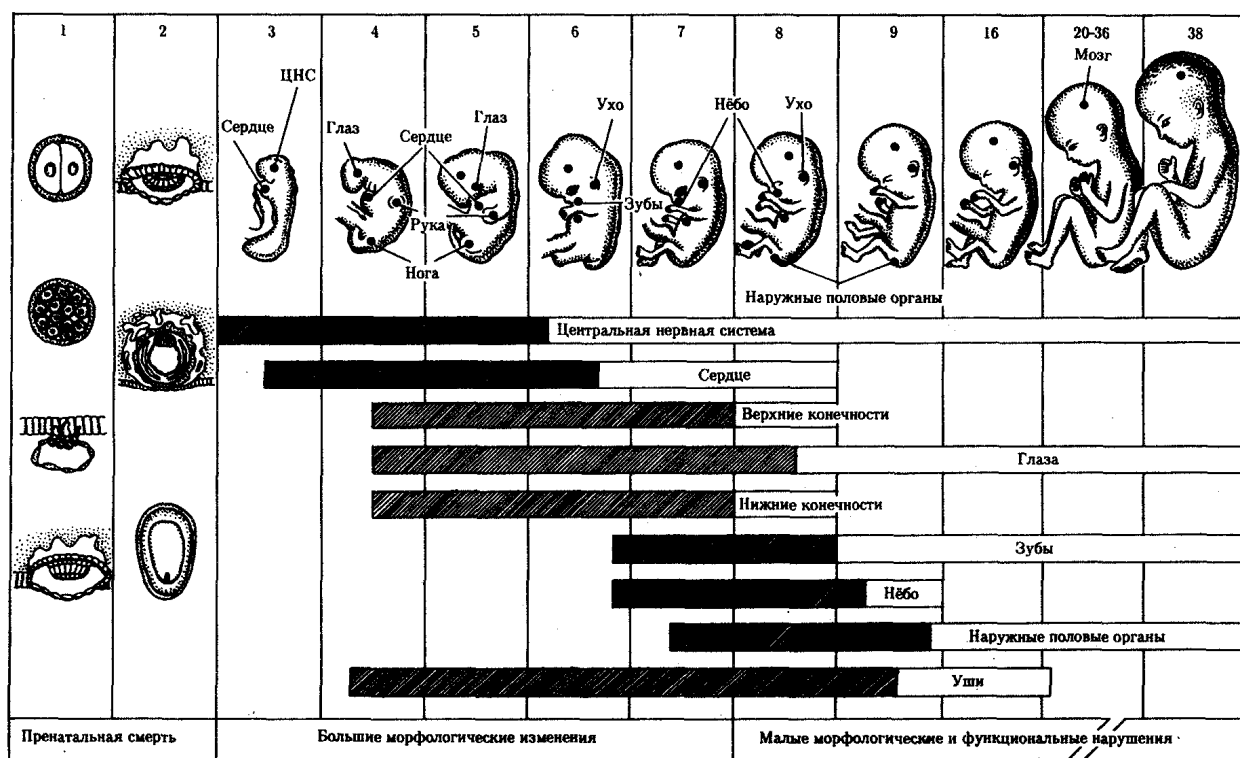 1 2 3 4 5 6 7 8 9 16 20-36 38
Мозг
ЦНС
Сердце
Глаз
Сердце
Глаз
Ухо
Нёбо
Ухо
Рука
Зубы
Нога
Наружные половые органы
Центральная нервная система
Сердце
Верхние конечности
Глаза
Нижние конечности
Зубы
Нёбо
Наружные половые органы
Уши
Пренатальная смерть
Большие морфологические изменения
Малые морфологические и функциональные нарушения